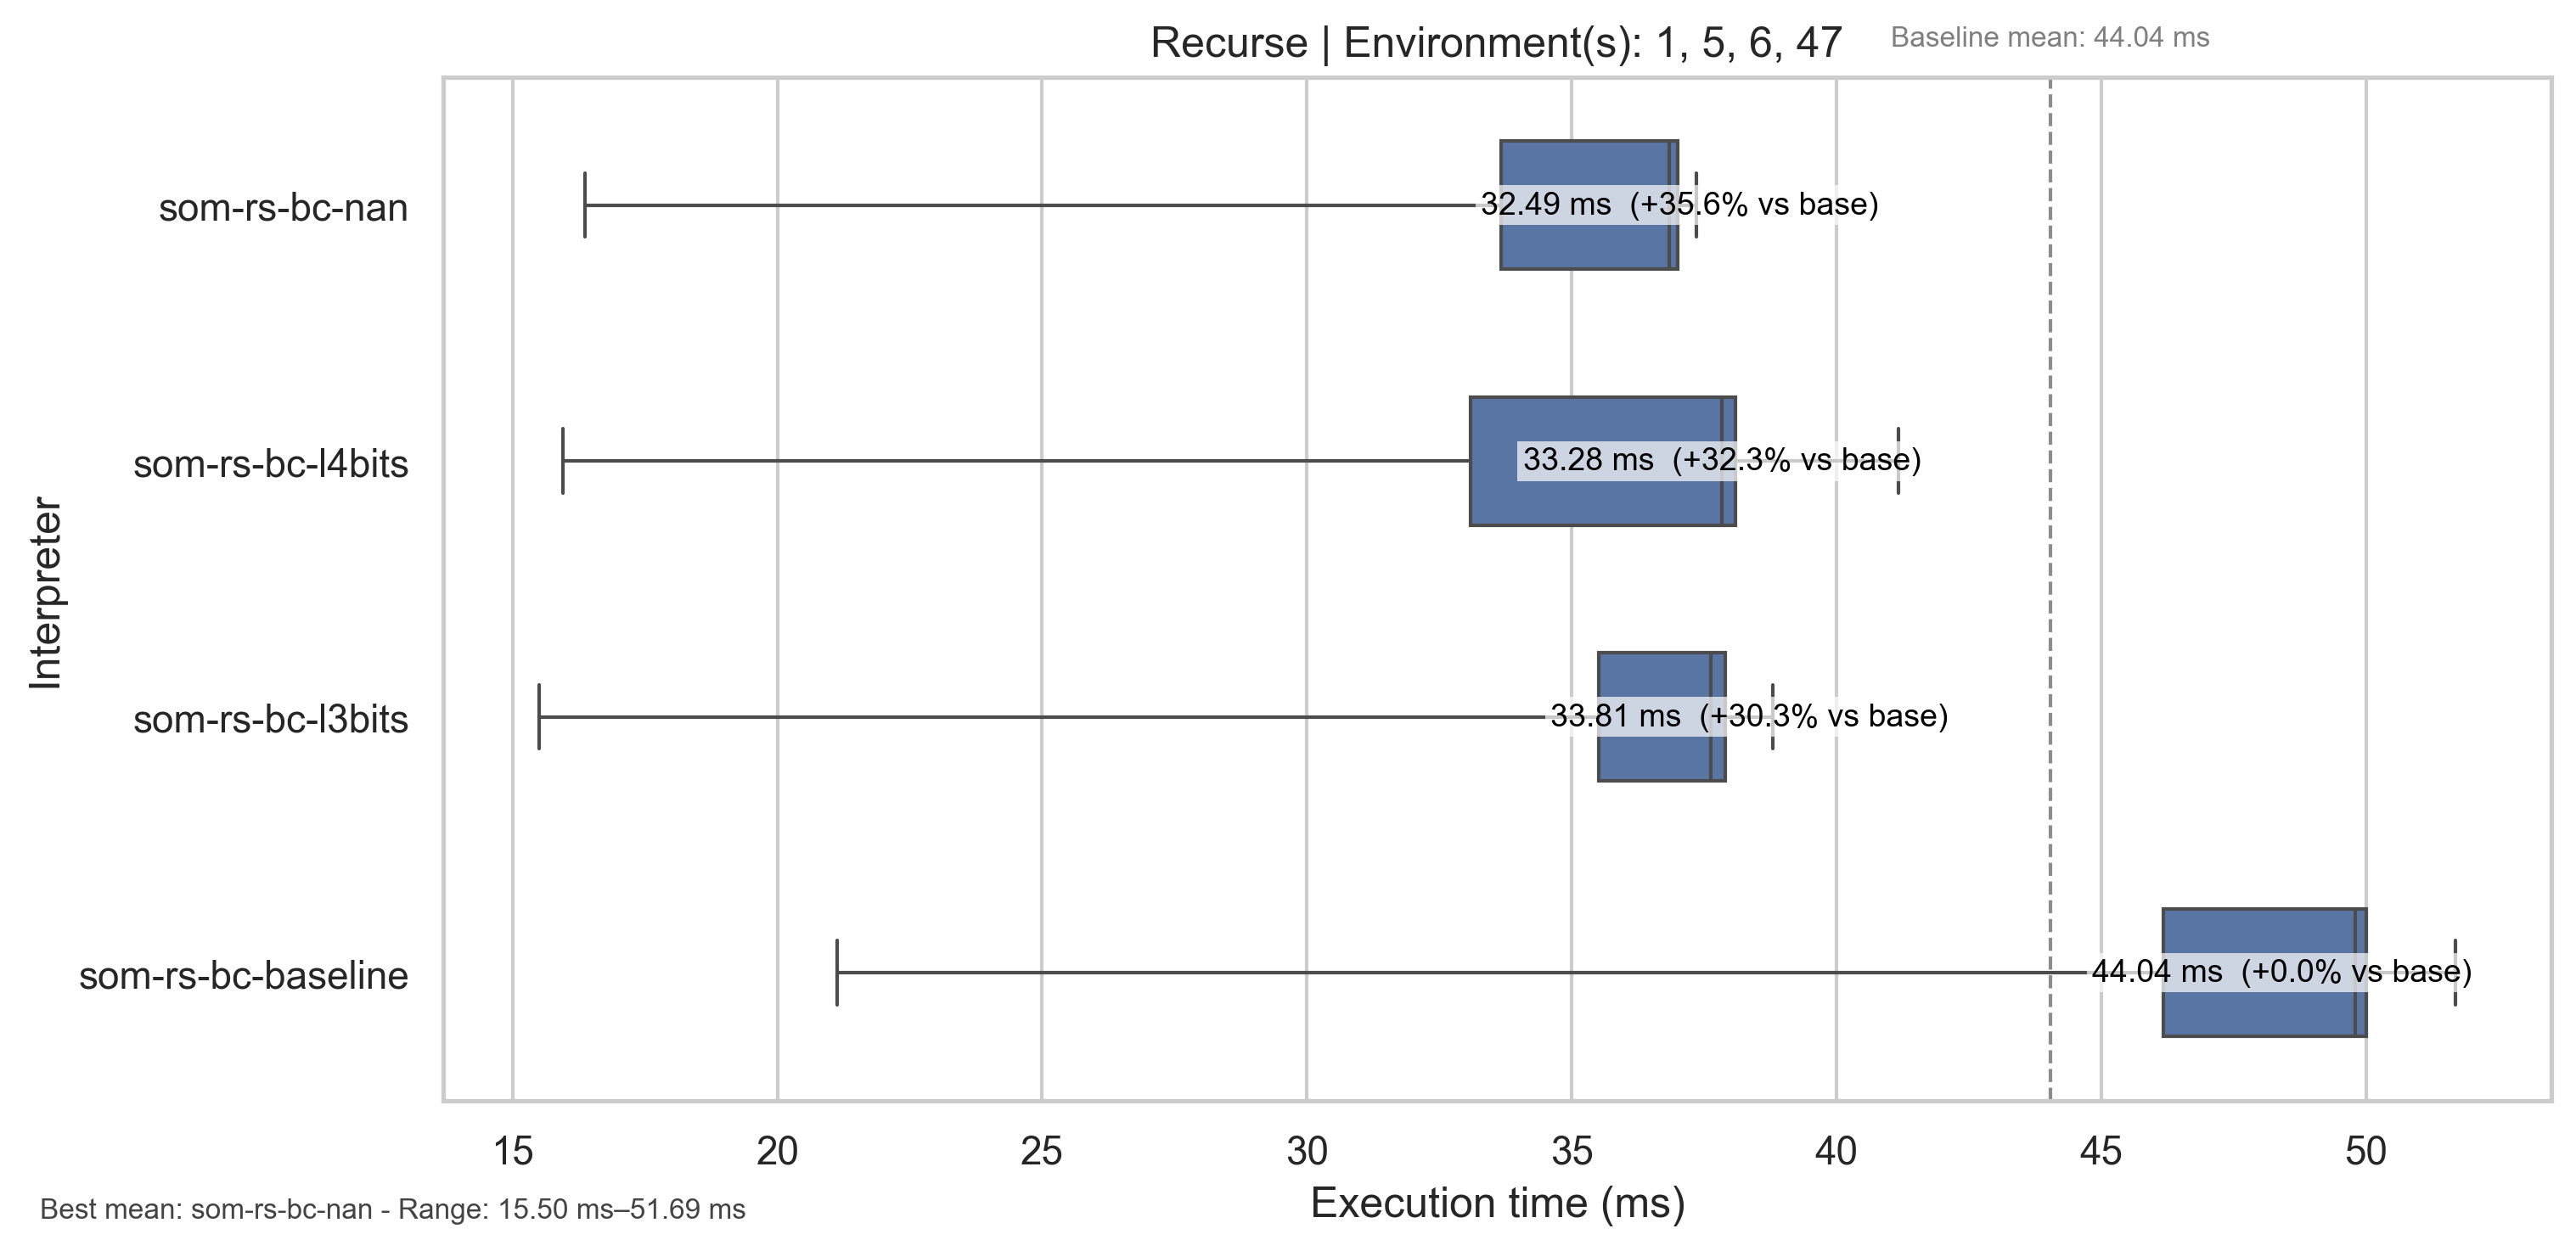 Recurse | Environment(s): 1, 5, 6, 47
Baseline mean: 44.04 ms
Interpreter
som-rs-bc-nan
32.49 ms (+35.6% vs base)
som-rs-bc-l4bits
33.28 ms (+32.3% vs base)
som-rs-bc-l3bits
33.81 ms (+30.3% vs base)
som-rs-bc-baseline
44.04 ms (+0.0% vs base)
15 20 25 30 35 40 45 50
Execution time (ms)
Best mean: som-rs-bc-nan - Range: 15.50 ms–51.69 ms